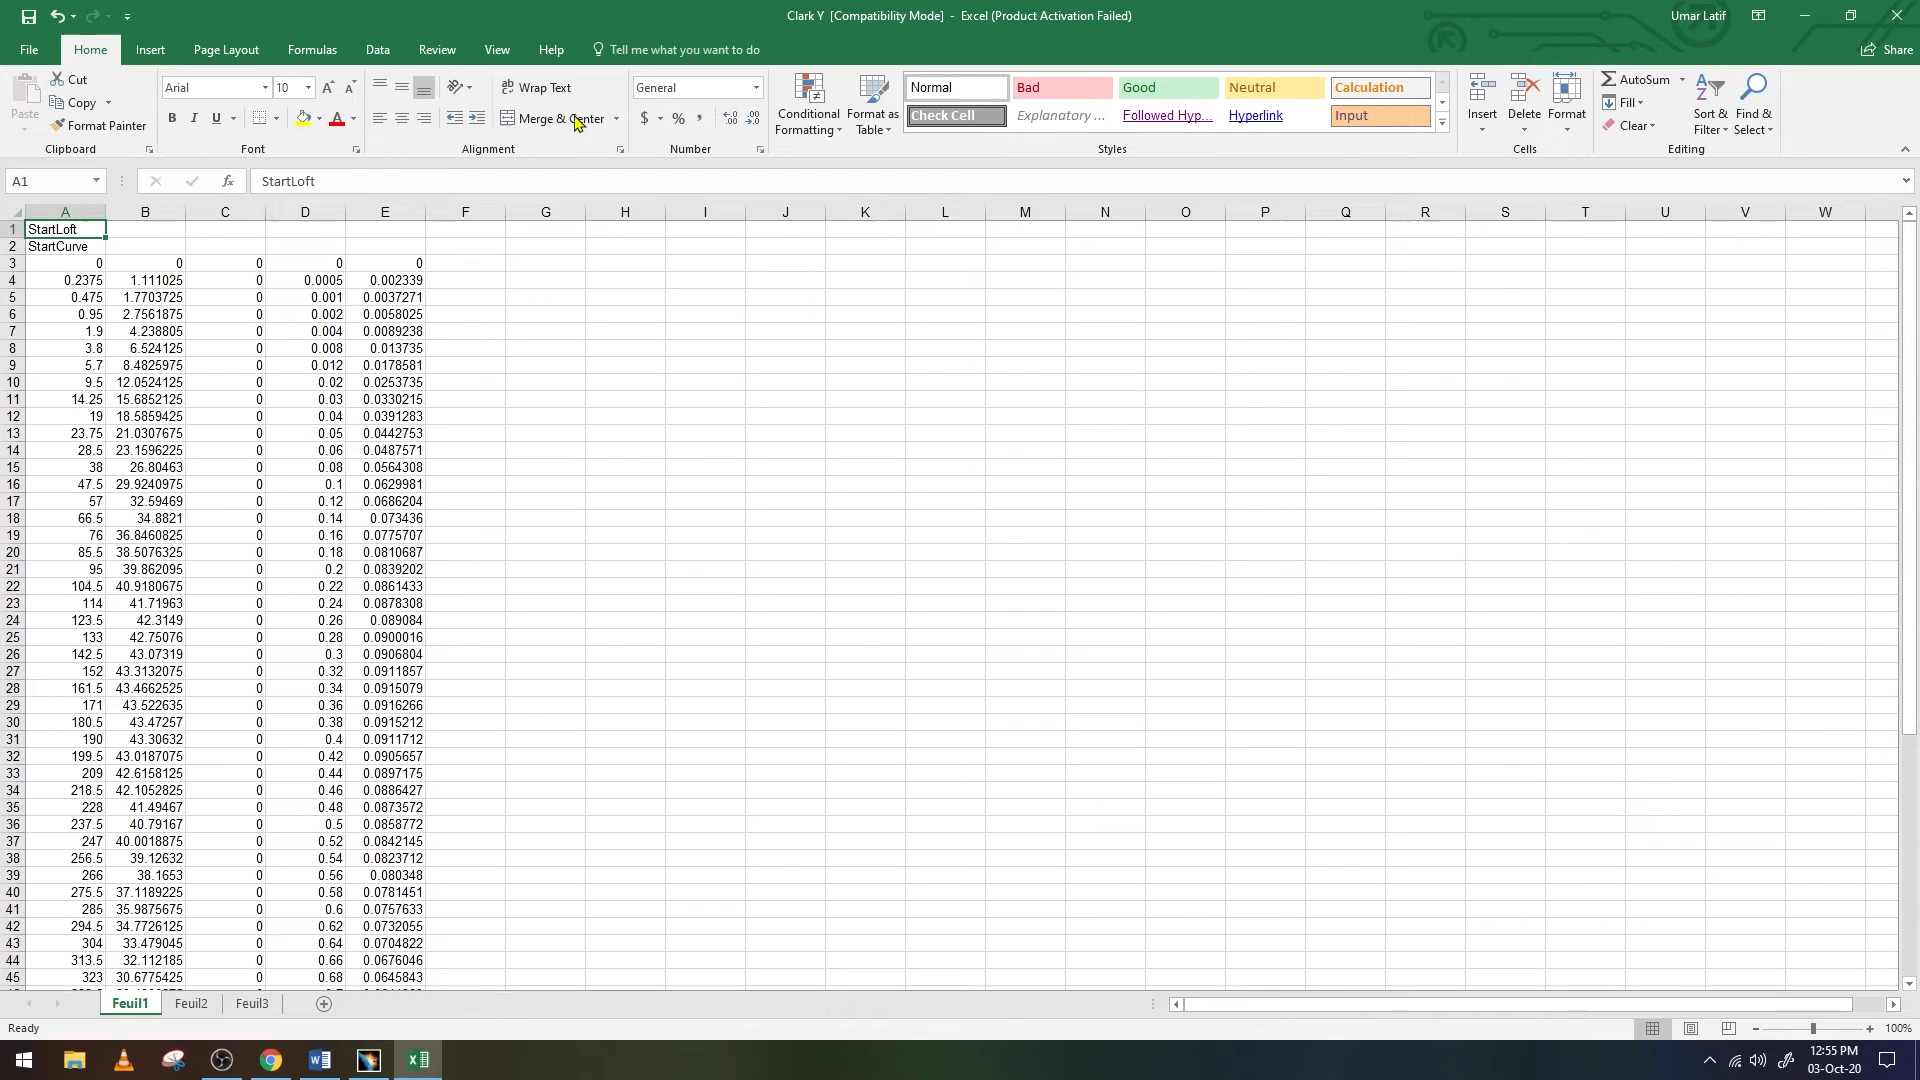 Clark Y [Compatibility Mode] - Excel (Product Activation Failed)
Umar Latif
File Home Insert Page Layout Formulas Data Review View Help Tell me what you want to do Share
Paste
Cut
Copy
Format Painter
Clipboard
Arial 10
B I U
Font
Wrap Text
Merge & Center
Alignment
General
$ % ,
Number
Conditional Formatting
Format as Table
Normal Bad Good Neutral Calculation
Check Cell Explanatory ... Followed Hyp... Hyperlink Input
Styles
Insert Delete Format
Cells
AutoSum
Fill
Clear
Sort & Filter
Find & Select
Editing
A1 fx StartLoft
A B C D E F G H I J K L M N O P Q R S T U V W
1 StartLoft
2 StartCurve
3 0 0 0 0 0
4 0.2375 1.111025 0 0.0005 0.002339
5 0.475 1.7703725 0 0.001 0.0037271
6 0.95 2.7561875 0 0.002 0.0058025
7 1.9 4.238805 0 0.004 0.0089238
8 3.8 6.524125 0 0.008 0.013735
9 5.7 8.4825975 0 0.012 0.0178581
10 9.5 12.0524125 0 0.02 0.0253735
11 14.25 15.6852125 0 0.03 0.0330215
12 19 18.5859425 0 0.04 0.0391283
13 23.75 21.0307675 0 0.05 0.0442753
14 28.5 23.1596225 0 0.06 0.0487571
15 38 26.80463 0 0.08 0.0564308
16 47.5 29.9240975 0 0.1 0.0629981
17 57 32.59469 0 0.12 0.0686204
18 66.5 34.8821 0 0.14 0.073436
19 76 36.8460825 0 0.16 0.0775707
20 85.5 38.5076325 0 0.18 0.0810687
21 95 39.862095 0 0.2 0.0839202
22 104.5 40.9180675 0 0.22 0.0861433
23 114 41.71963 0 0.24 0.0878308
24 123.5 42.3149 0 0.26 0.089084
25 133 42.75076 0 0.28 0.0900016
26 142.5 43.07319 0 0.3 0.0906804
27 152 43.3132075 0 0.32 0.0911857
28 161.5 43.4662525 0 0.34 0.0915079
29 171 43.522635 0 0.36 0.0916266
30 180.5 43.47257 0 0.38 0.0915212
31 190 43.30632 0 0.4 0.0911712
32 199.5 43.0187075 0 0.42 0.0905657
33 209 42.6158125 0 0.44 0.0897175
34 218.5 42.1052825 0 0.46 0.0886427
35 228 41.49467 0 0.48 0.0873572
36 237.5 40.79167 0 0.5 0.0858772
37 247 40.0018875 0 0.52 0.0842145
38 256.5 39.12632 0 0.54 0.0823712
39 266 38.1653 0 0.56 0.080348
40 275.5 37.1189225 0 0.58 0.0781451
41 285 35.9875675 0 0.6 0.0757633
42 294.5 34.7726125 0 0.62 0.0732055
43 304 33.479045 0 0.64 0.0704822
44 313.5 32.112185 0 0.66 0.0676046
45 323 30.6775425 0 0.68 0.0645843
Feuil1 Feuil2 Feuil3
Ready
100%
12:55 PM
03-Oct-20